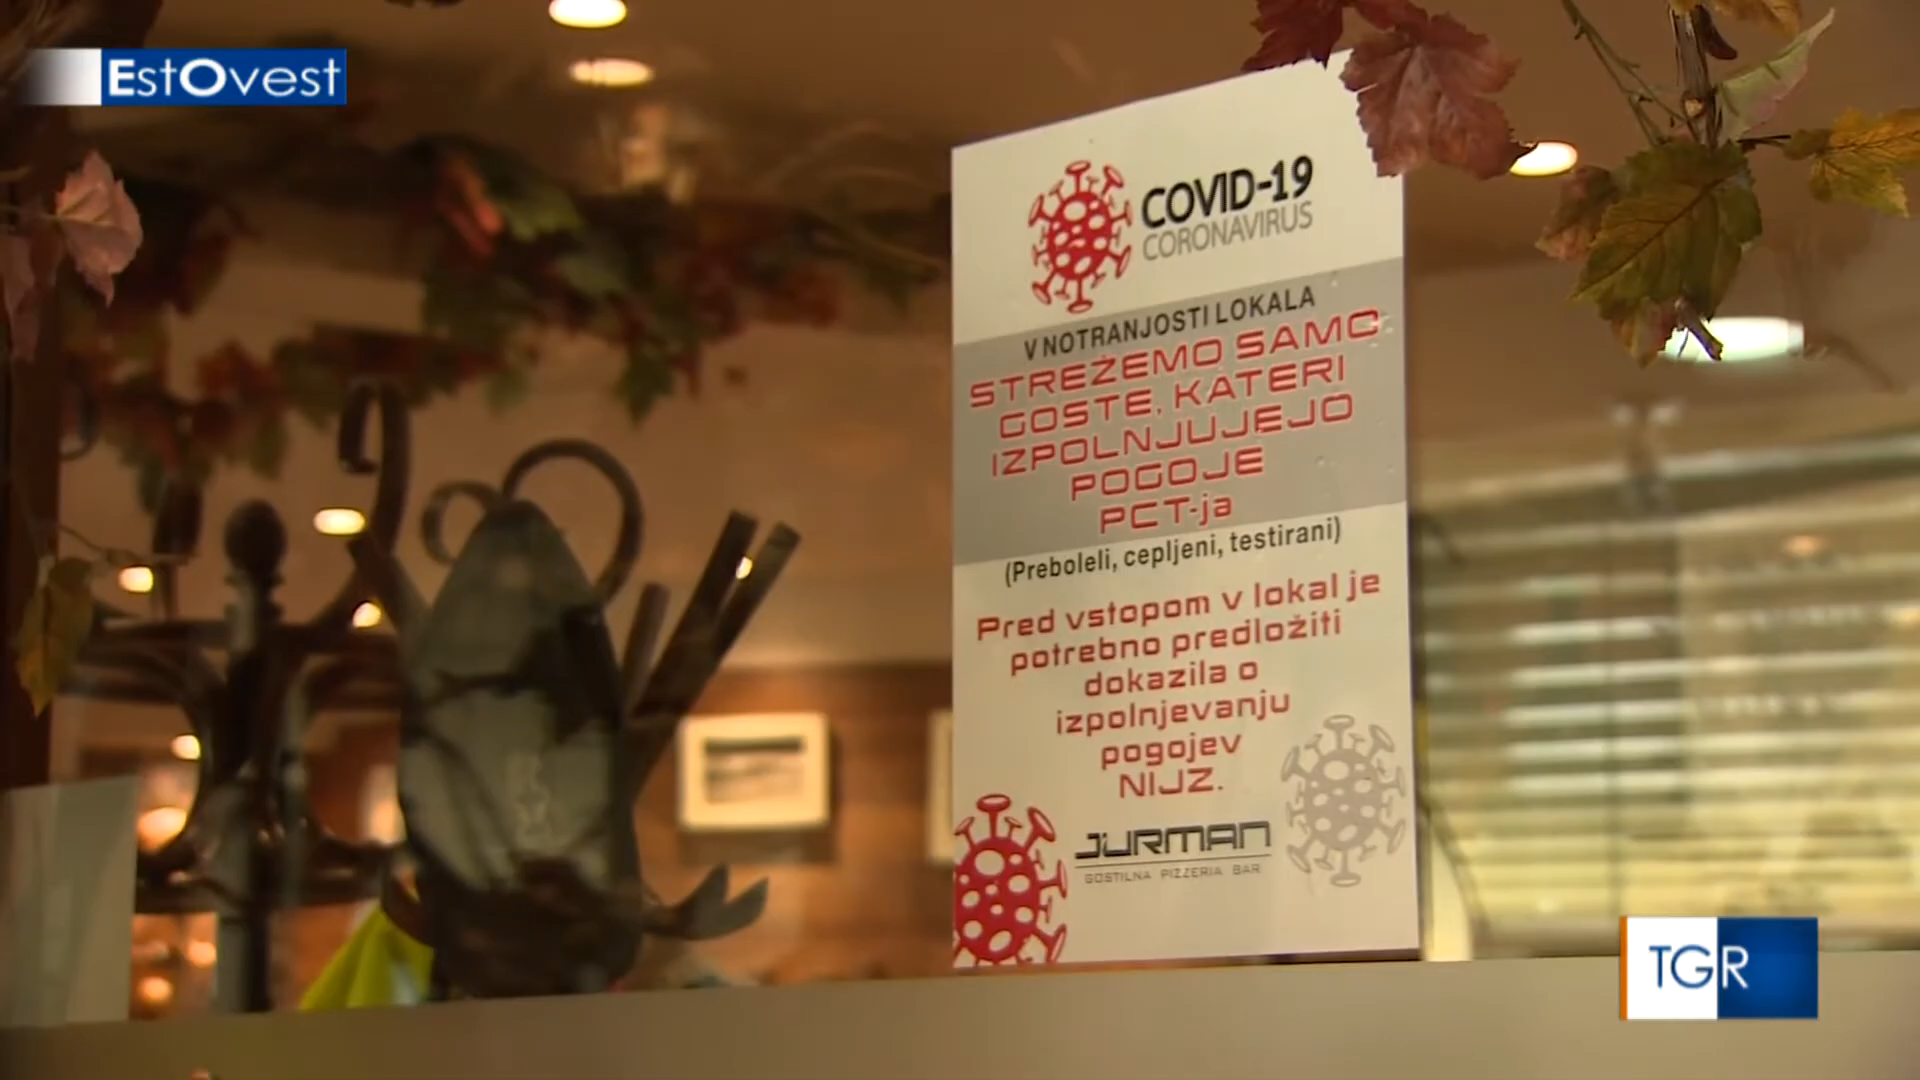 EstOvest
COVID-19
CORONAVIRUS
V NOTRANJOSTI LOKALA
STREŽEMO SAMO
GOSTE, KATERI
IZPOLNJUJEJO
POGOJE
PCT-ja
(Preboleli, cepljeni, testirani)
Pred vstopom v lokal je
potrebno predložiti
dokazila o
izpolnjevanju
pogojev
NIJZ.
JURMAN
GOSTILNA PIZZERIA BAR
TGR